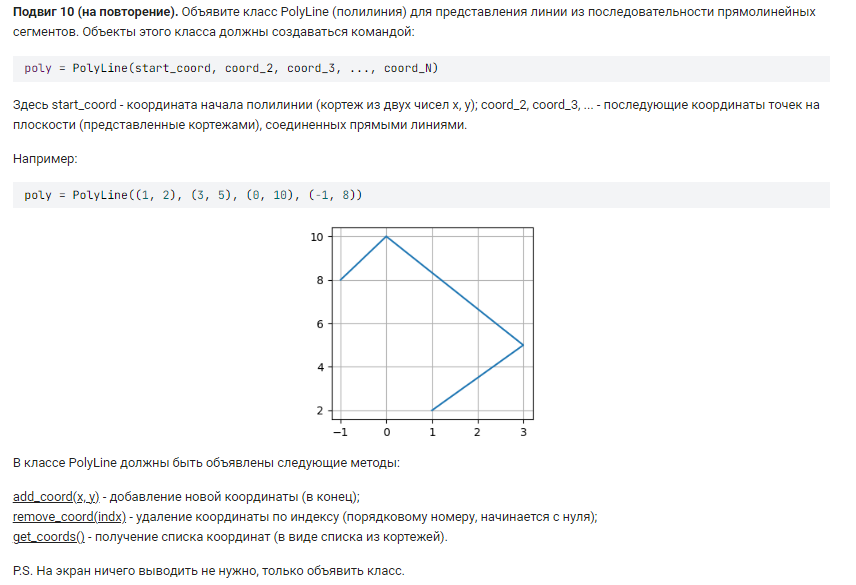 Подвиг 10 (на повторение). Объявите класс PolyLine (полилиния) для представления линии из последовательности прямолинейных
сегментов. Объекты этого класса должны создаваться командой:
poly = PolyLine(start_coord, coord_2, coord_3, ..., coord_N)
Здесь start_coord - координата начала полилинии (кортеж из двух чисел x, y); coord_2, coord_3, ... - последующие координаты точек на
плоскости (представленные кортежами), соединенных прямыми линиями.
Например:
poly = PolyLine((1, 2), (3, 5), (0, 10), (-1, 8))
10
8
6
4
2
−1 0 1 2 3
В классе PolyLine должны быть объявлены следующие методы:
add_coord(x, y) - добавление новой координаты (в конец);
remove_coord(indx) - удаление координаты по индексу (порядковому номеру, начинается с нуля);
get_coords() - получение списка координат (в виде списка из кортежей).
P.S. На экран ничего выводить не нужно, только объявить класс.